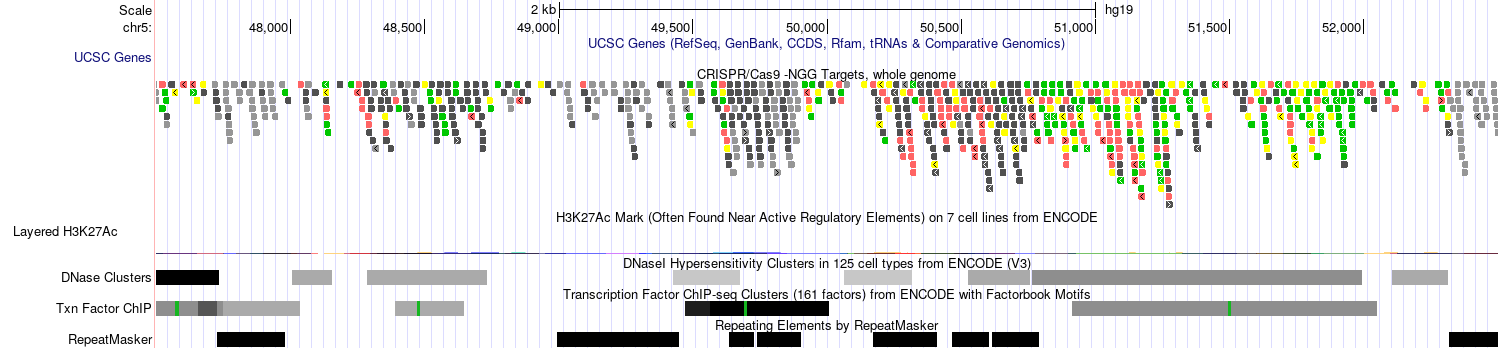 Scale 2 kb hg19
chr5: 48,000 48,500 49,000 49,500 50,000 50,500 51,000 51,500 52,000
UCSC Genes (RefSeq, GenBank, CCDS, Rfam, tRNAs & Comparative Genomics)
UCSC Genes
CRISPR/Cas9 -NGG Targets, whole genome
H3K27Ac Mark (Often Found Near Active Regulatory Elements) on 7 cell lines from ENCODE
Layered H3K27Ac
DNaseI Hypersensitivity Clusters in 125 cell types from ENCODE (V3)
DNase Clusters
Transcription Factor ChIP-seq Clusters (161 factors) from ENCODE with Factorbook Motifs
Txn Factor ChIP
Repeating Elements by RepeatMasker
RepeatMasker